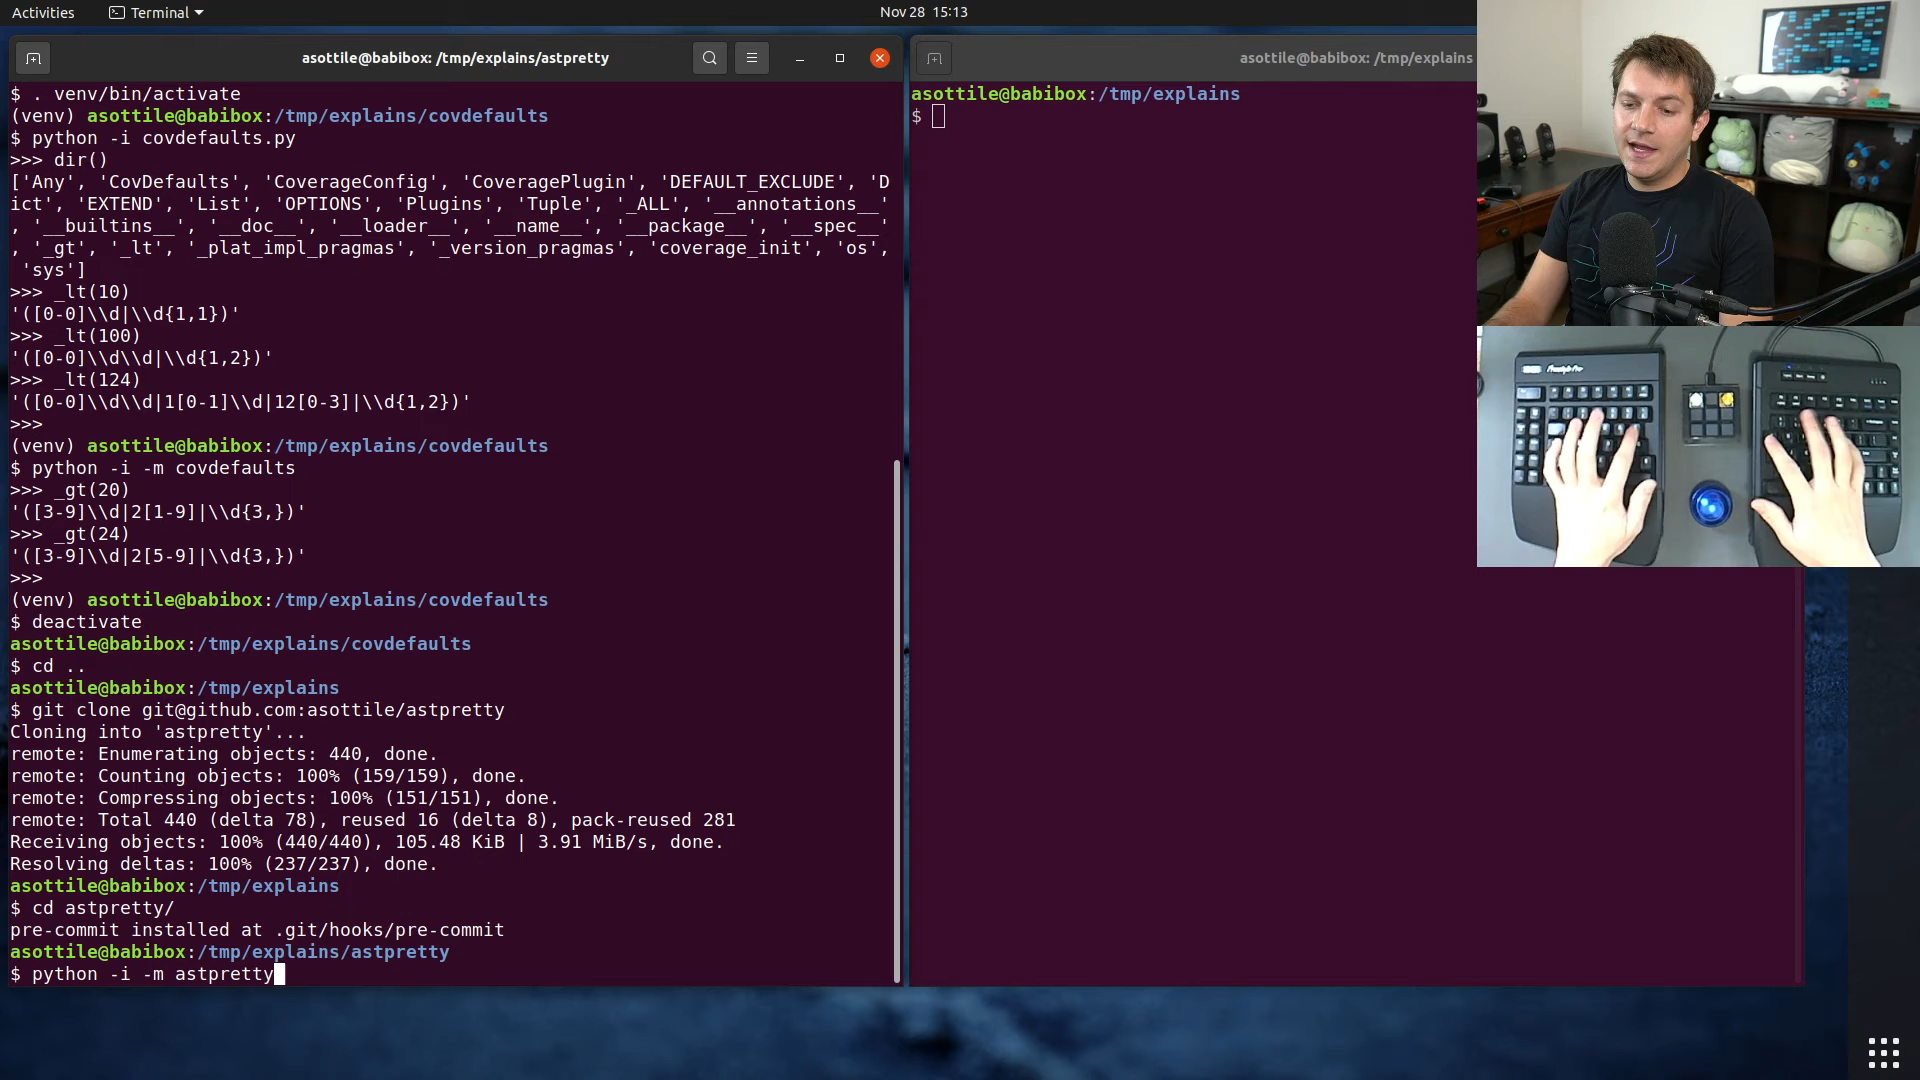 Activities
Terminal
Nov 28 15:13
asottile@babibox: /tmp/explains/astpretty
$ . venv/bin/activate
(venv) asottile@babibox:/tmp/explains/covdefaults
$ python -i covdefaults.py
>>> dir()
['Any', 'CovDefaults', 'CoverageConfig', 'CoveragePlugin', 'DEFAULT_EXCLUDE', 'D
ict', 'EXTEND', 'List', 'OPTIONS', 'Plugins', 'Tuple', '_ALL', '__annotations__'
, '__builtins__', '__doc__', '__loader__', '__name__', '__package__', '__spec__'
, '_gt', '_lt', '_plat_impl_pragmas', '_version_pragmas', 'coverage_init', 'os',
 'sys']
>>> _lt(10)
'([0-0]\\d|\\d{1,1})'
>>> _lt(100)
'([0-0]\\d\\d|\\d{1,2})'
>>> _lt(124)
'([0-0]\\d\\d|1[0-1]\\d|12[0-3]|\\d{1,2})'
>>>
(venv) asottile@babibox:/tmp/explains/covdefaults
$ python -i -m covdefaults
>>> _gt(20)
'([3-9]\\d|2[1-9]|\\d{3,})'
>>> _gt(24)
'([3-9]\\d|2[5-9]|\\d{3,})'
>>>
(venv) asottile@babibox:/tmp/explains/covdefaults
$ deactivate
asottile@babibox:/tmp/explains/covdefaults
$ cd ..
asottile@babibox:/tmp/explains
$ git clone git@github.com:asottile/astpretty
Cloning into 'astpretty'...
remote: Enumerating objects: 440, done.
remote: Counting objects: 100% (159/159), done.
remote: Compressing objects: 100% (151/151), done.
remote: Total 440 (delta 78), reused 16 (delta 8), pack-reused 281
Receiving objects: 100% (440/440), 105.48 KiB | 3.91 MiB/s, done.
Resolving deltas: 100% (237/237), done.
asottile@babibox:/tmp/explains
$ cd astpretty/
pre-commit installed at .git/hooks/pre-commit
asottile@babibox:/tmp/explains/astpretty
$ python -i -m astpretty
asottile@babibox: /tmp/explains
asottile@babibox:/tmp/explains
$
Freestyle Pro